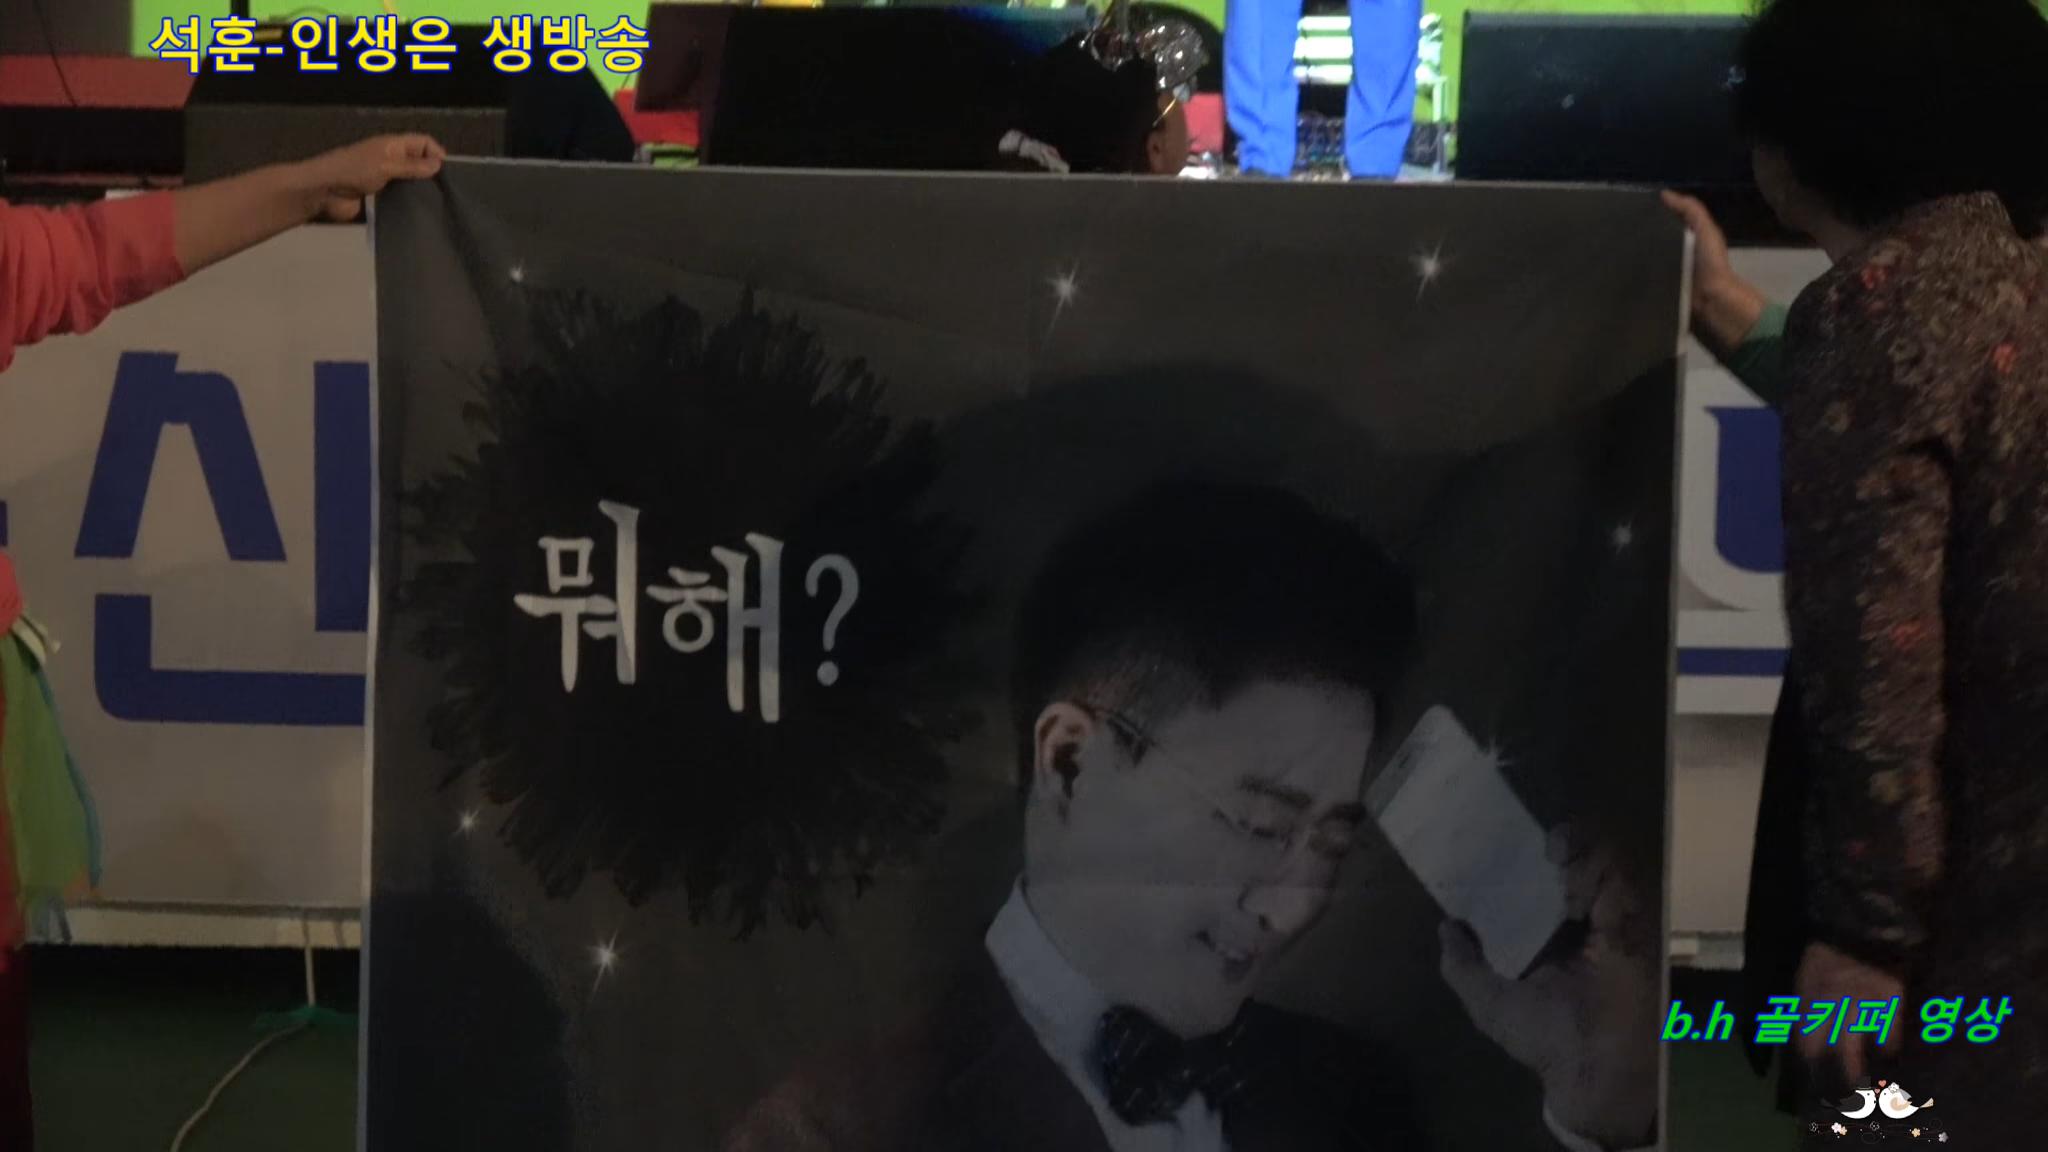 석훈-인생은 생방송
뭐해?
b.h 골키퍼 영상